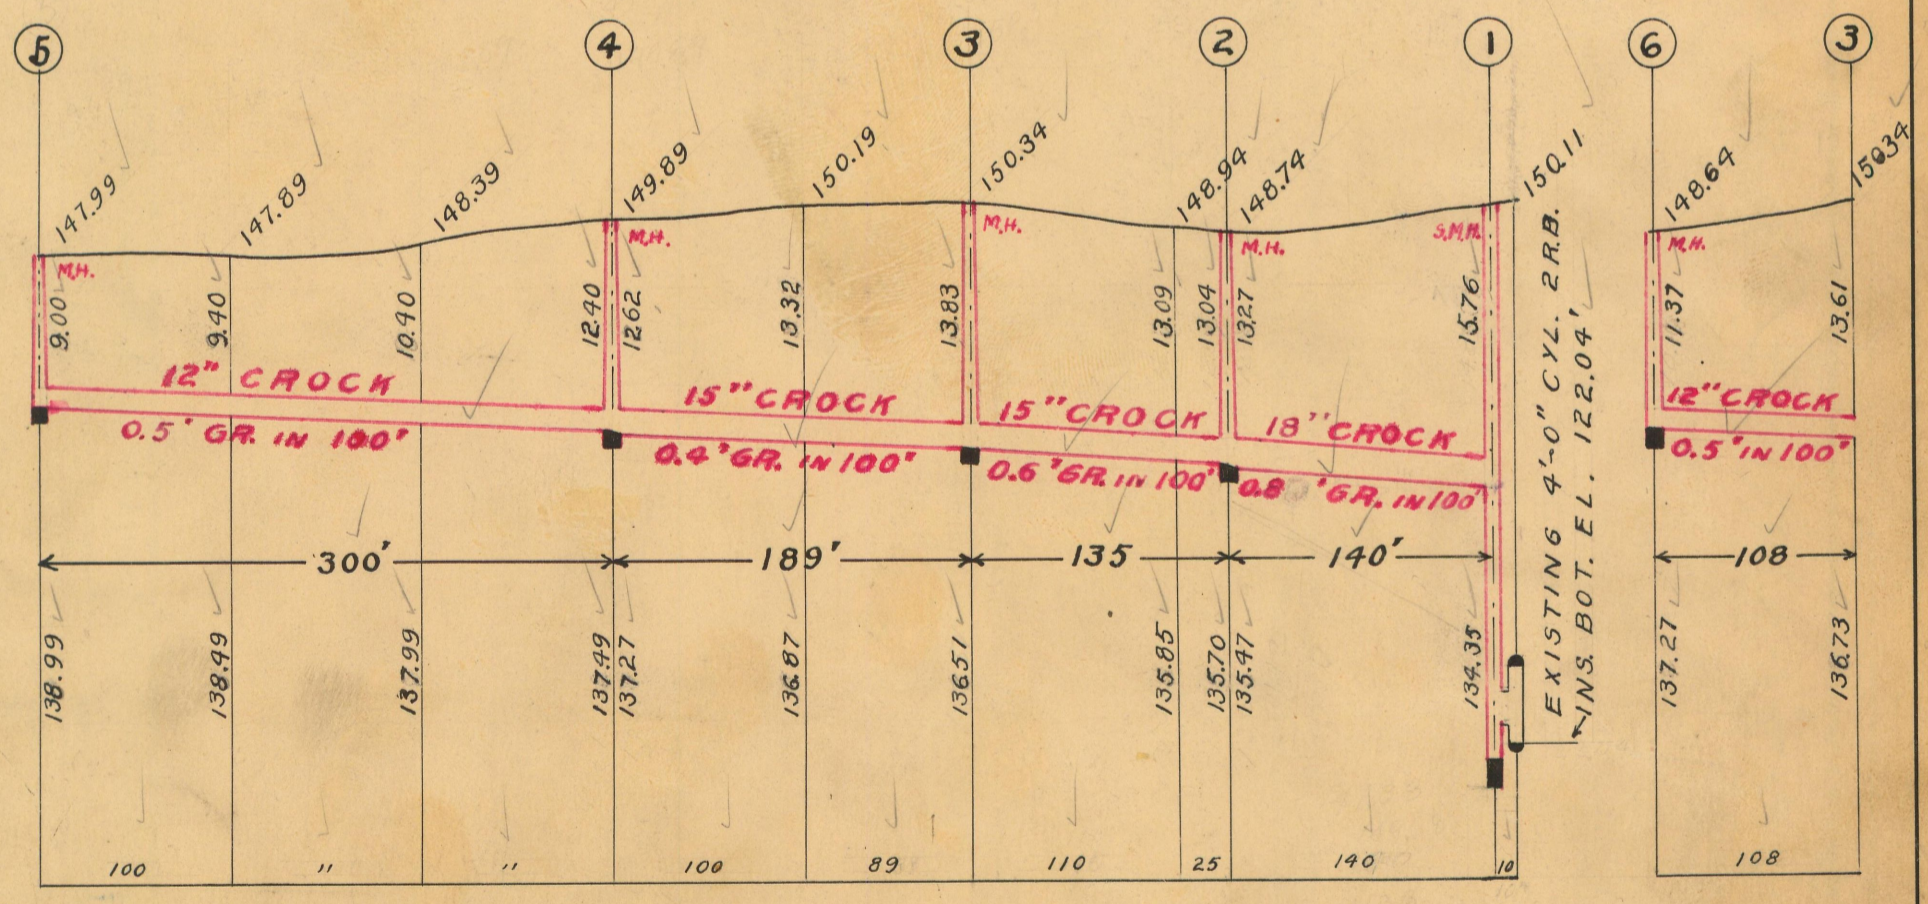 5 4 3 2 1 6 3
147.99 147.89 148.39 149.89 150.19 150.34 148.94 148.74 150.11 148.64 150.34
M.H. M.H. M.H. M.H. S.M.H. M.H.
9.00 9.40 10.40 12.40 12.62 13.32 13.83 13.09 13.04 13.27 15.76 11.37 13.61
EXISTING 4'-0" CYL. 2RB.
INS. BOT. EL. 122.04'
12" CROCK 15" CROCK 15" CROCK 18" CROCK 12" CROCK
0.5' GR. IN 100' 0.4' GR. IN 100' 0.6' GR. IN 100' 0.8 'GR. IN 100' 0.5' IN 100'
300' 189' 135 140' 108
138.99 138.49 137.99 137.49 137.27 136.87 136.51 135.85 135.70 135.47 134.35 137.27 136.73
100 " " 100 89 110 25 140 10 108